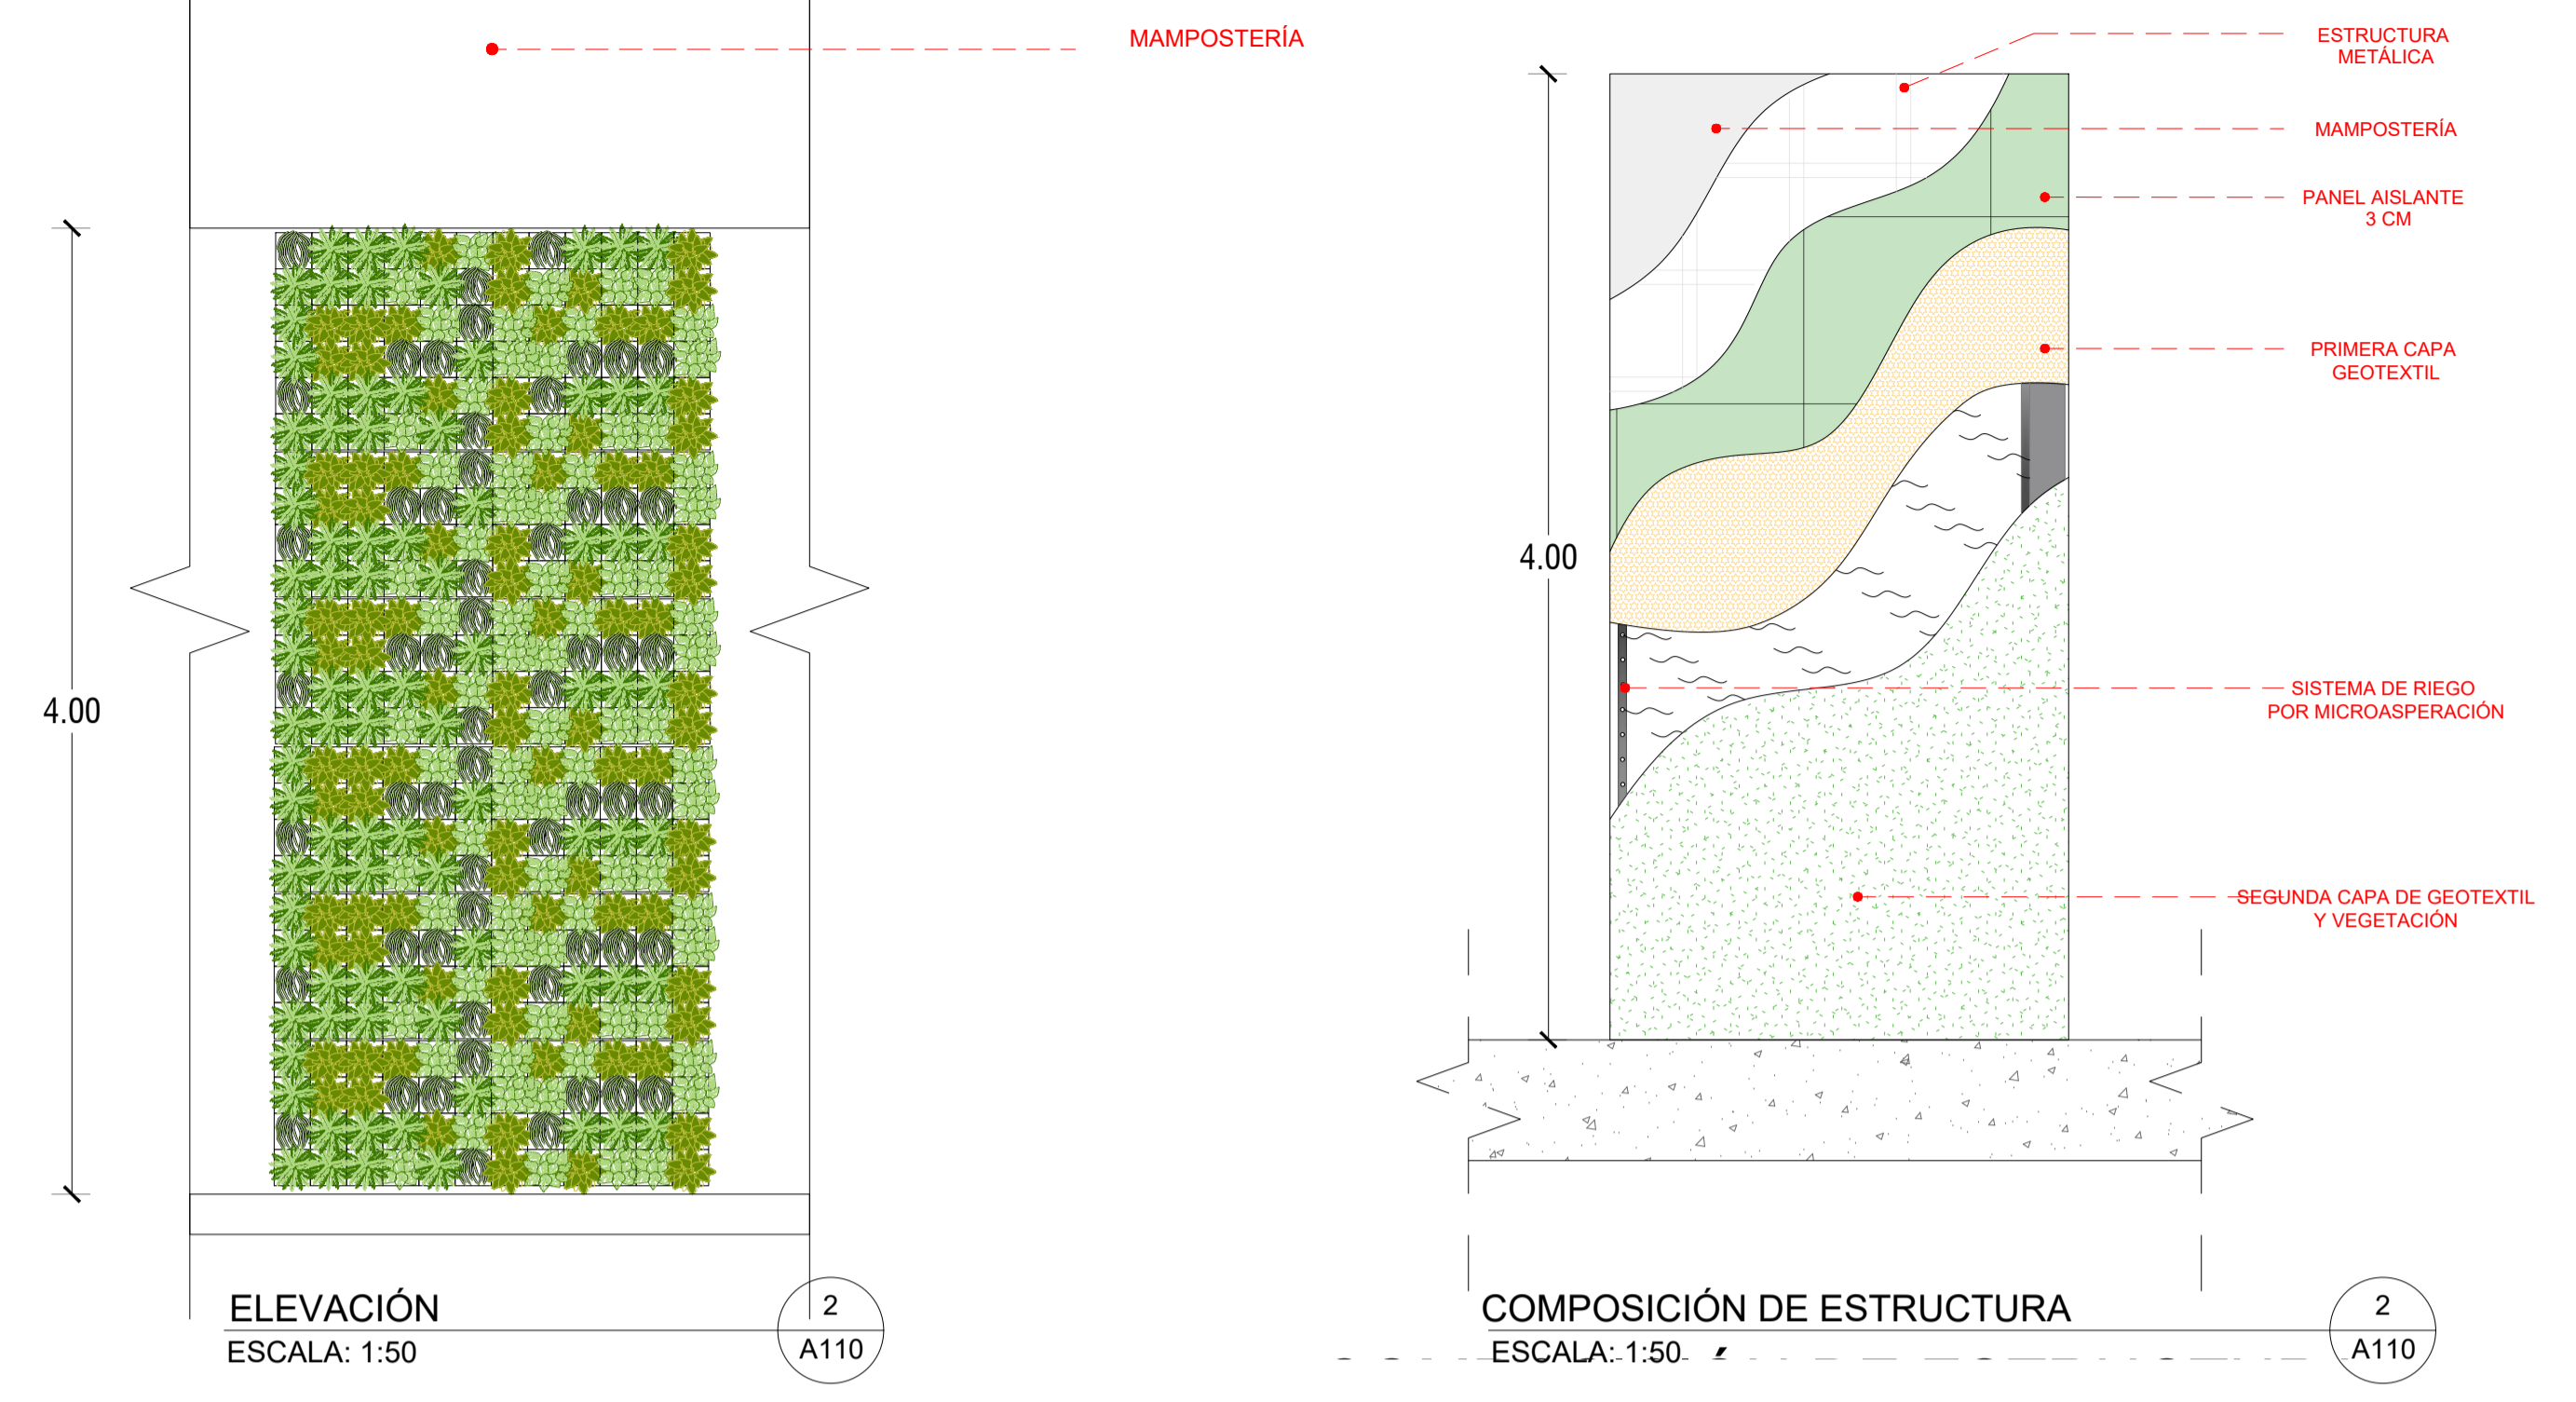 MAMPOSTERÍA
4.00
ELEVACIÓN
ESCALA: 1:50
2
A110
ESTRUCTURA
METÁLICA
MAMPOSTERÍA
PANEL AISLANTE
3 CM
PRIMERA CAPA
GEOTEXTIL
4.00
SISTEMA DE RIEGO
POR MICROASPERACIÓN
SEGUNDA CAPA DE GEOTEXTIL
Y VEGETACIÓN
COMPOSICIÓN DE ESTRUCTURA
ESCALA: 1:50
2
A110